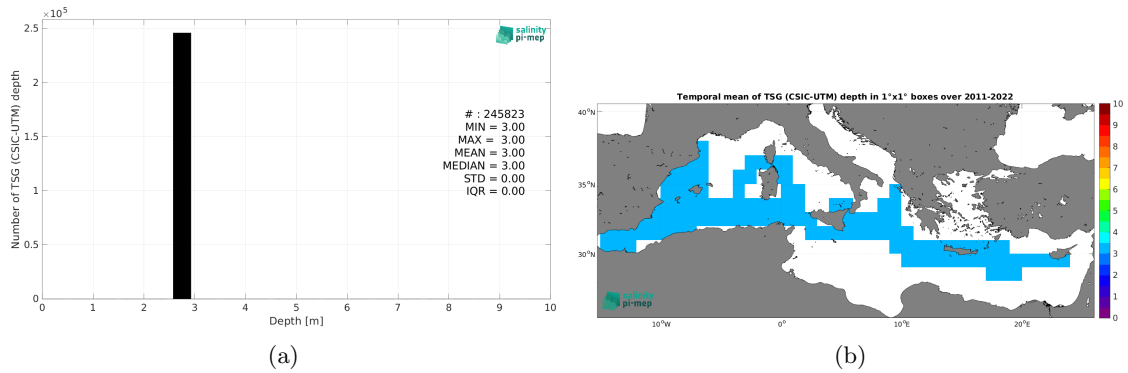 ×10⁵
2.5
2
1.5
1
0.5
0
Number of TSG (CSIC-UTM) depth
salinity
pi-mep
# : 245823
MIN = 3.00
MAX = 3.00
MEAN = 3.00
MEDIAN = 3.00
STD = 0.00
IQR = 0.00
0 1 2 3 4 5 6 7 8 9 10
Depth [m]
(a)
Temporal mean of TSG (CSIC-UTM) depth in 1°x1° boxes over 2011-2022
40°N
35°N
30°N
salinity
pi-mep
10°W 0° 10°E 20°E
10
9
8
7
6
5
4
3
2
1
0
(b)